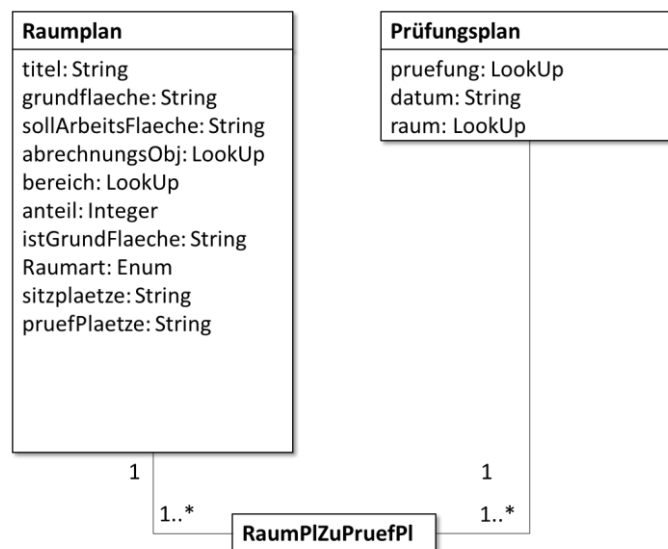 Raumplan
titel: String
grundflaeche: String
sollArbeitsFlaeche: String
abrechnungsObj: LookUp
bereich: LookUp
anteil: Integer
istGrundFlaeche: String
Raumart: Enum
sitzplaetze: String
pruefPlaetze: String
Prüfungsplan
pruefung: LookUp
datum: String
raum: LookUp
1
1
1..*
1..*
RaumPlZuPruefPl